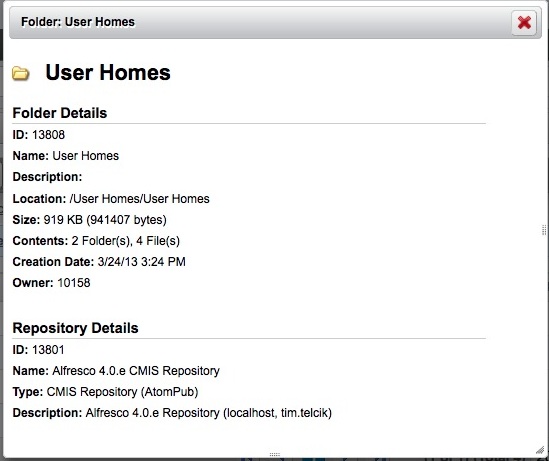 Folder: User Homes
User Homes
Folder Details
ID: 13808
Name: User Homes
Description:
Location: /User Homes/User Homes
Size: 919 KB (941407 bytes)
Contents: 2 Folder(s), 4 File(s)
Creation Date: 3/24/13 3:24 PM
Owner: 10158
Repository Details
ID: 13801
Name: Alfresco 4.0.e CMIS Repository
Type: CMIS Repository (AtomPub)
Description: Alfresco 4.0.e Repository (localhost, tim.telcik)